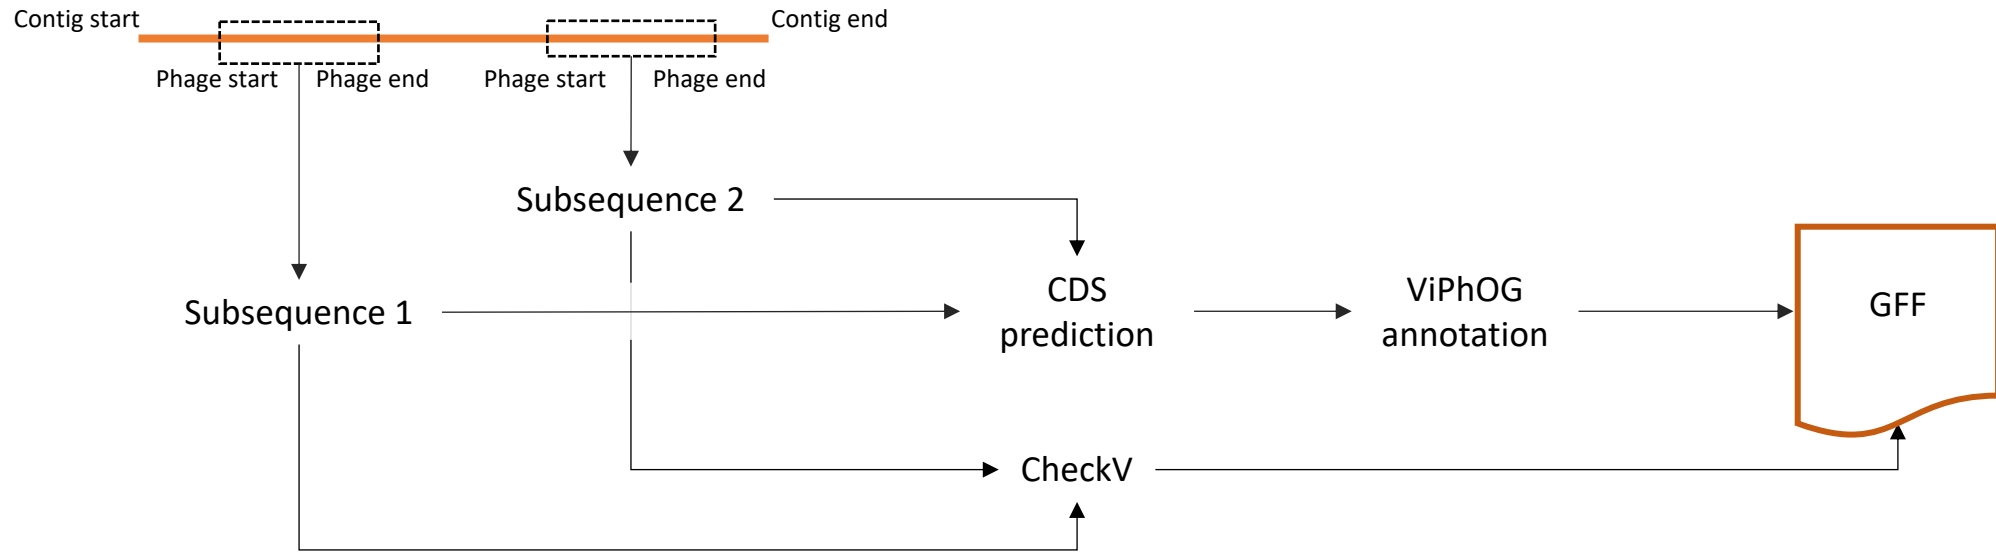 Contig start
Contig end
Phage start
Phage end
Phage start
Phage end
Subsequence 2
Subsequence 1
CDS
prediction
ViPhOG
annotation
GFF
CheckV